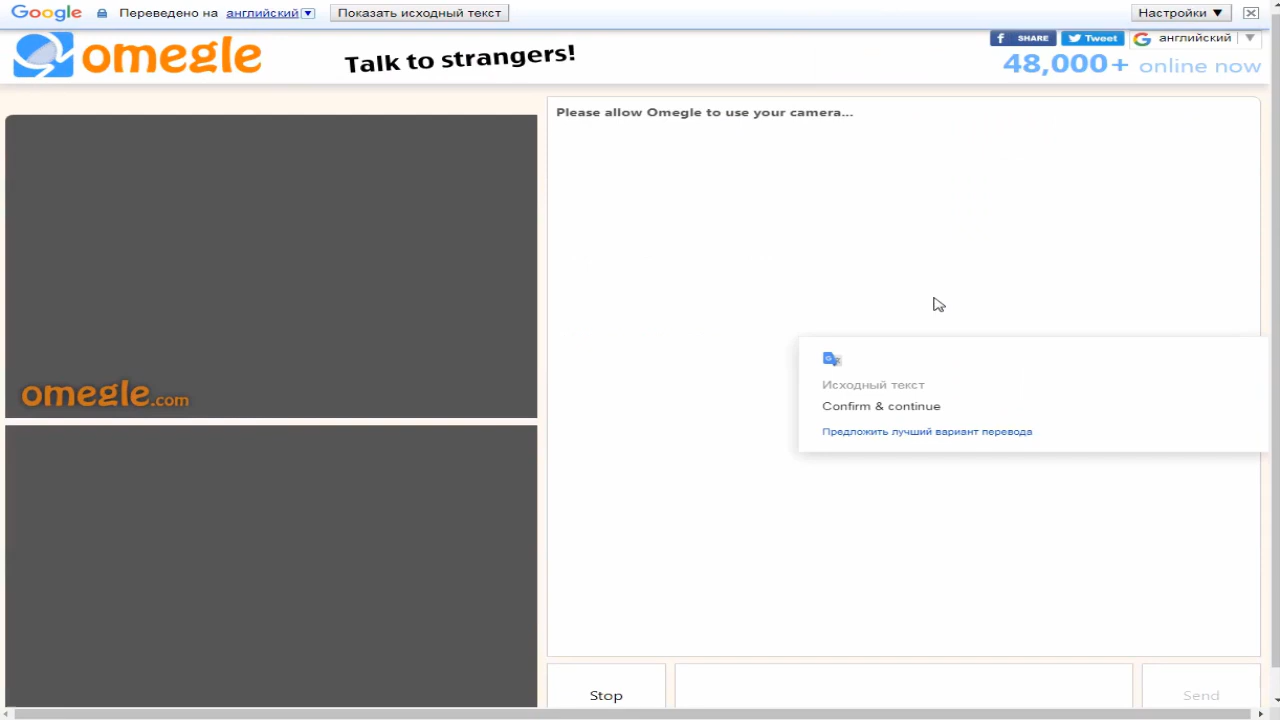 Google Переведено на английский Показать исходный текст Настройки ▼
omegle Talk to strangers! SHARE Tweet английский
48,000+ online now
Please allow Omegle to use your camera...
Исходный текст
Confirm & continue
Предложить лучший вариант перевода
omegle.com
Stop Send